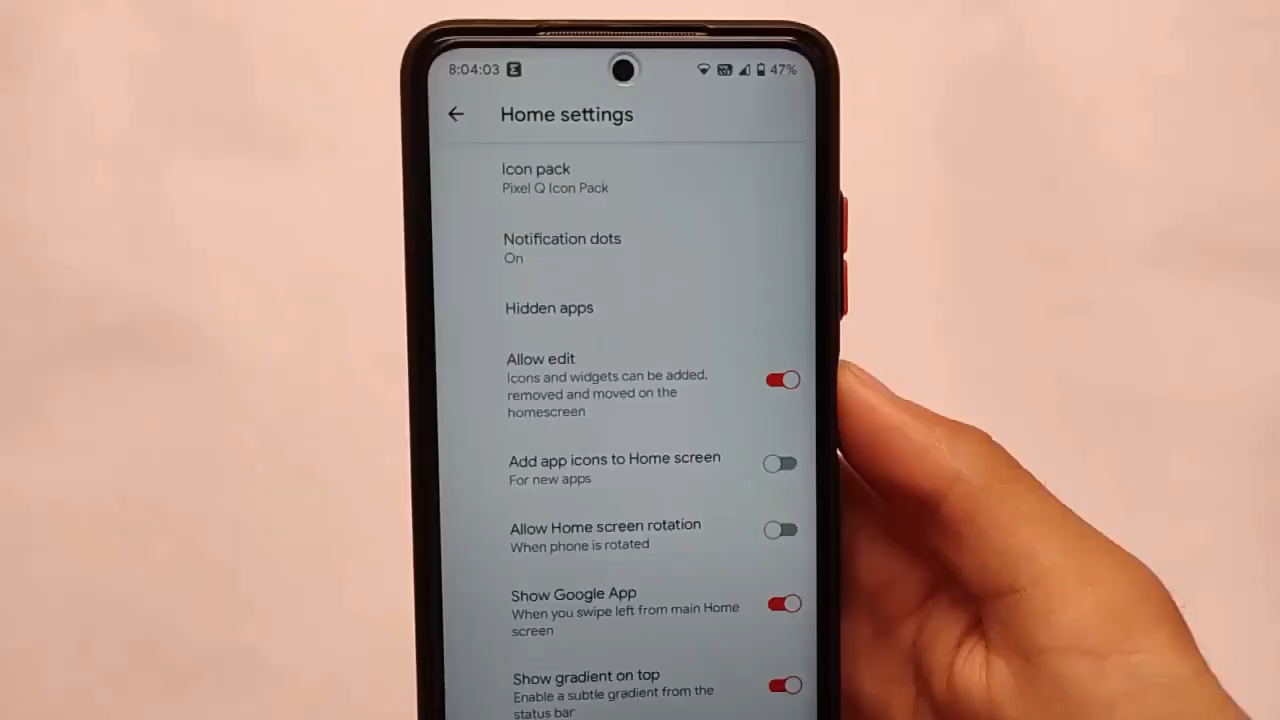 8:04:03 47%
Home settings
Icon pack
Pixel Q Icon Pack
Notification dots
On
Hidden apps
Allow edit
Icons and widgets can be added,
removed and moved on the
homescreen
Add app icons to Home screen
For new apps
Allow Home screen rotation
When phone is rotated
Show Google App
When you swipe left from main Home
screen
Show gradient on top
Enable a subtle gradient from the
status bar